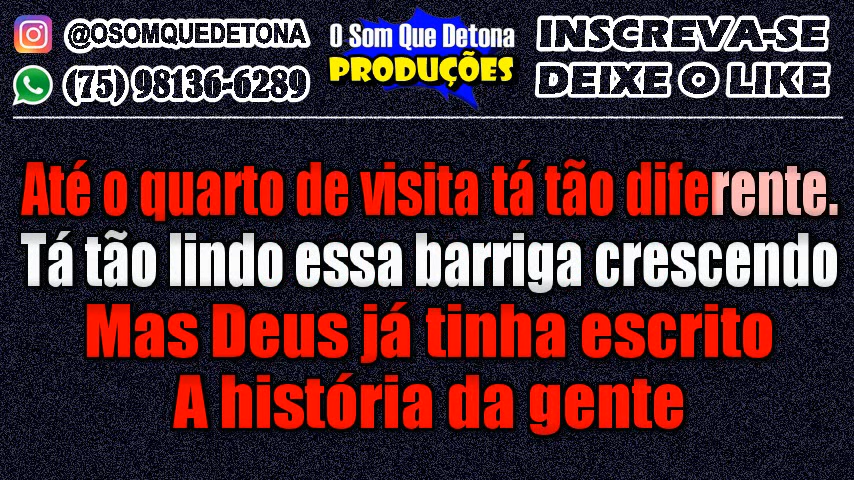 @OSOMQUEDETONA
(75) 98136-6289
O Som Que Detona
PRODUÇÕES
INSCREVA-SE
DEIXE O LIKE
Até o quarto de visita tá tão diferente.
Tá tão lindo essa barriga crescendo
Mas Deus já tinha escrito
A história da gente